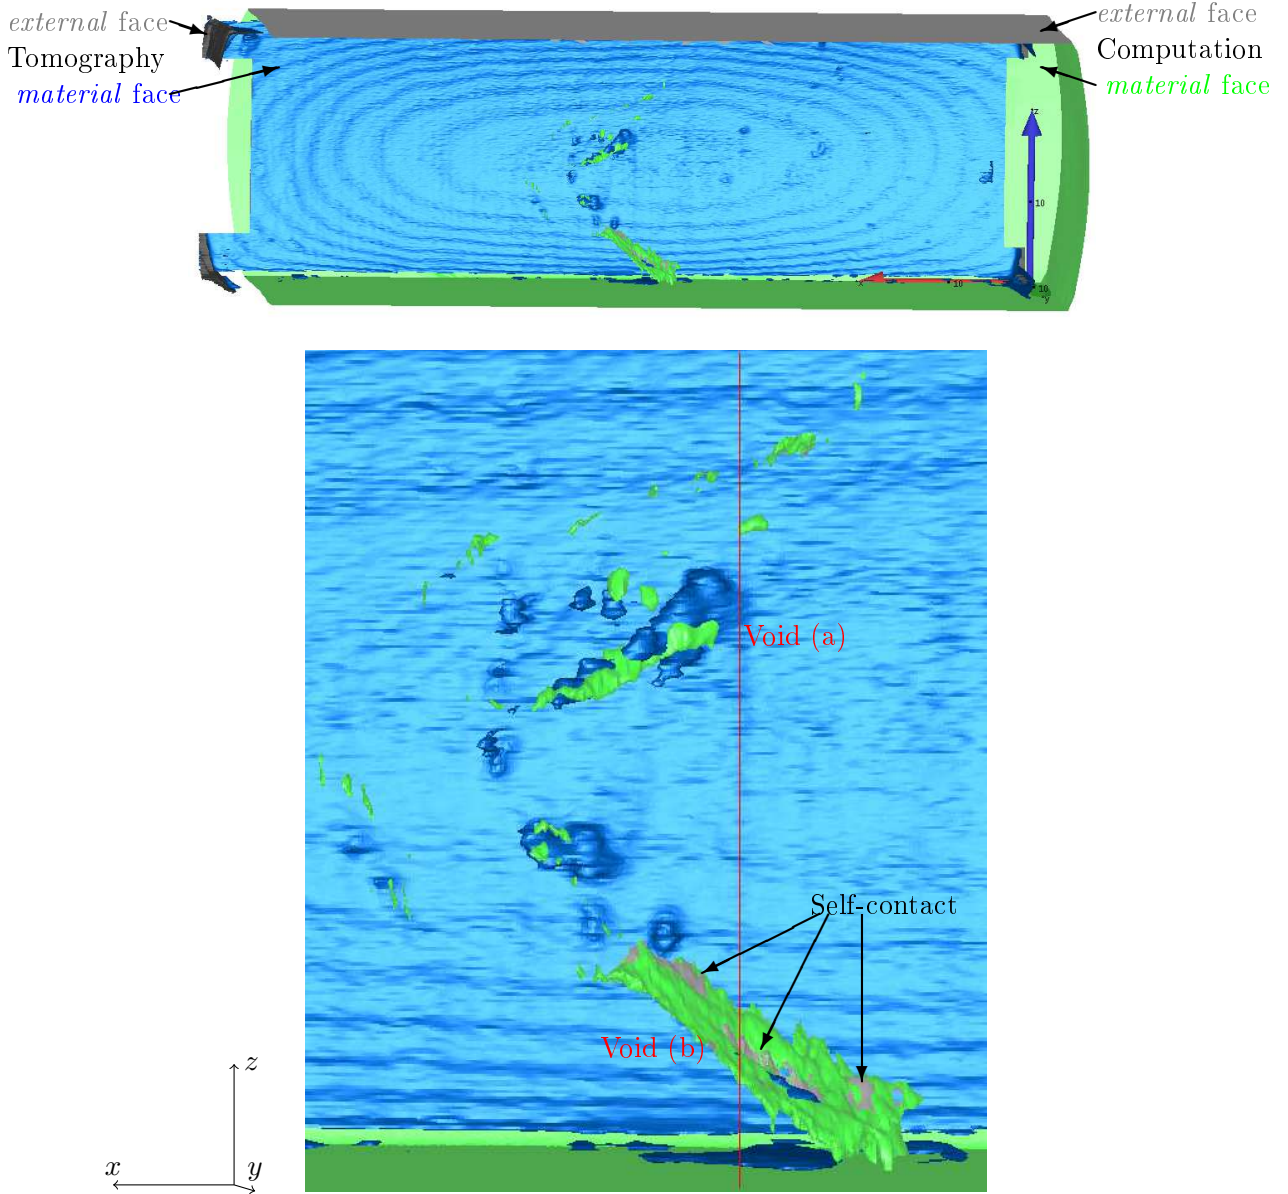 external face
Tomography
material face
external face
Computation
material face
z
10
x
10
10
y
Void (a)
Self-contact
Void (b)
z
x
y